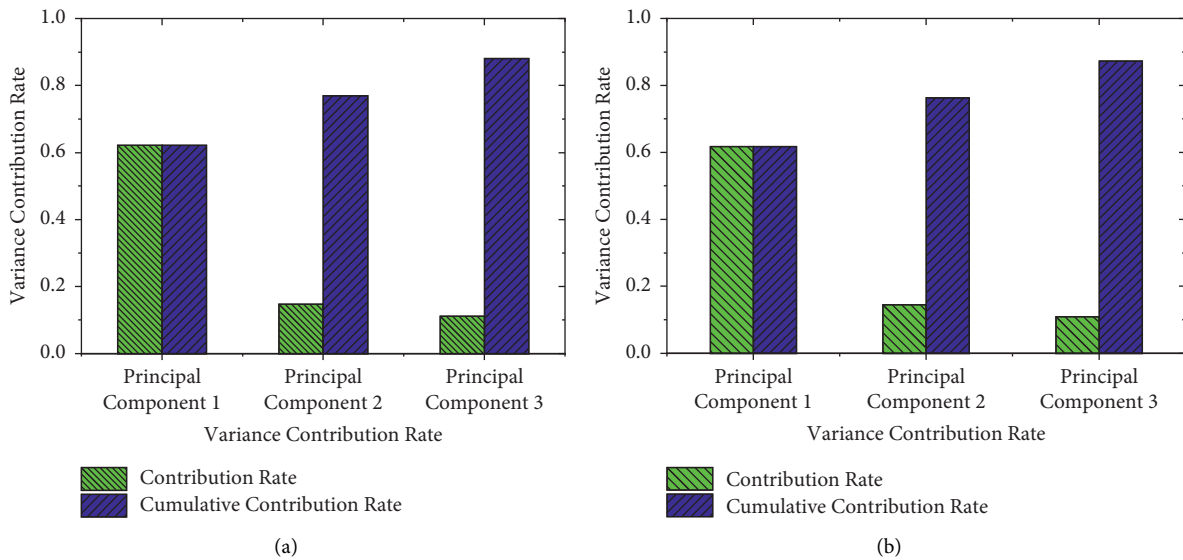 1.0
0.8
0.6
0.4
0.2
0.0
Variance Contribution Rate
Principal Component 1
Principal Component 2
Principal Component 3
Variance Contribution Rate
Contribution Rate
Cumulative Contribution Rate
(a)
1.0
0.8
0.6
0.4
0.2
0.0
Variance Contribution Rate
Principal Component 1
Principal Component 2
Principal Component 3
Variance Contribution Rate
Contribution Rate
Cumulative Contribution Rate
(b)